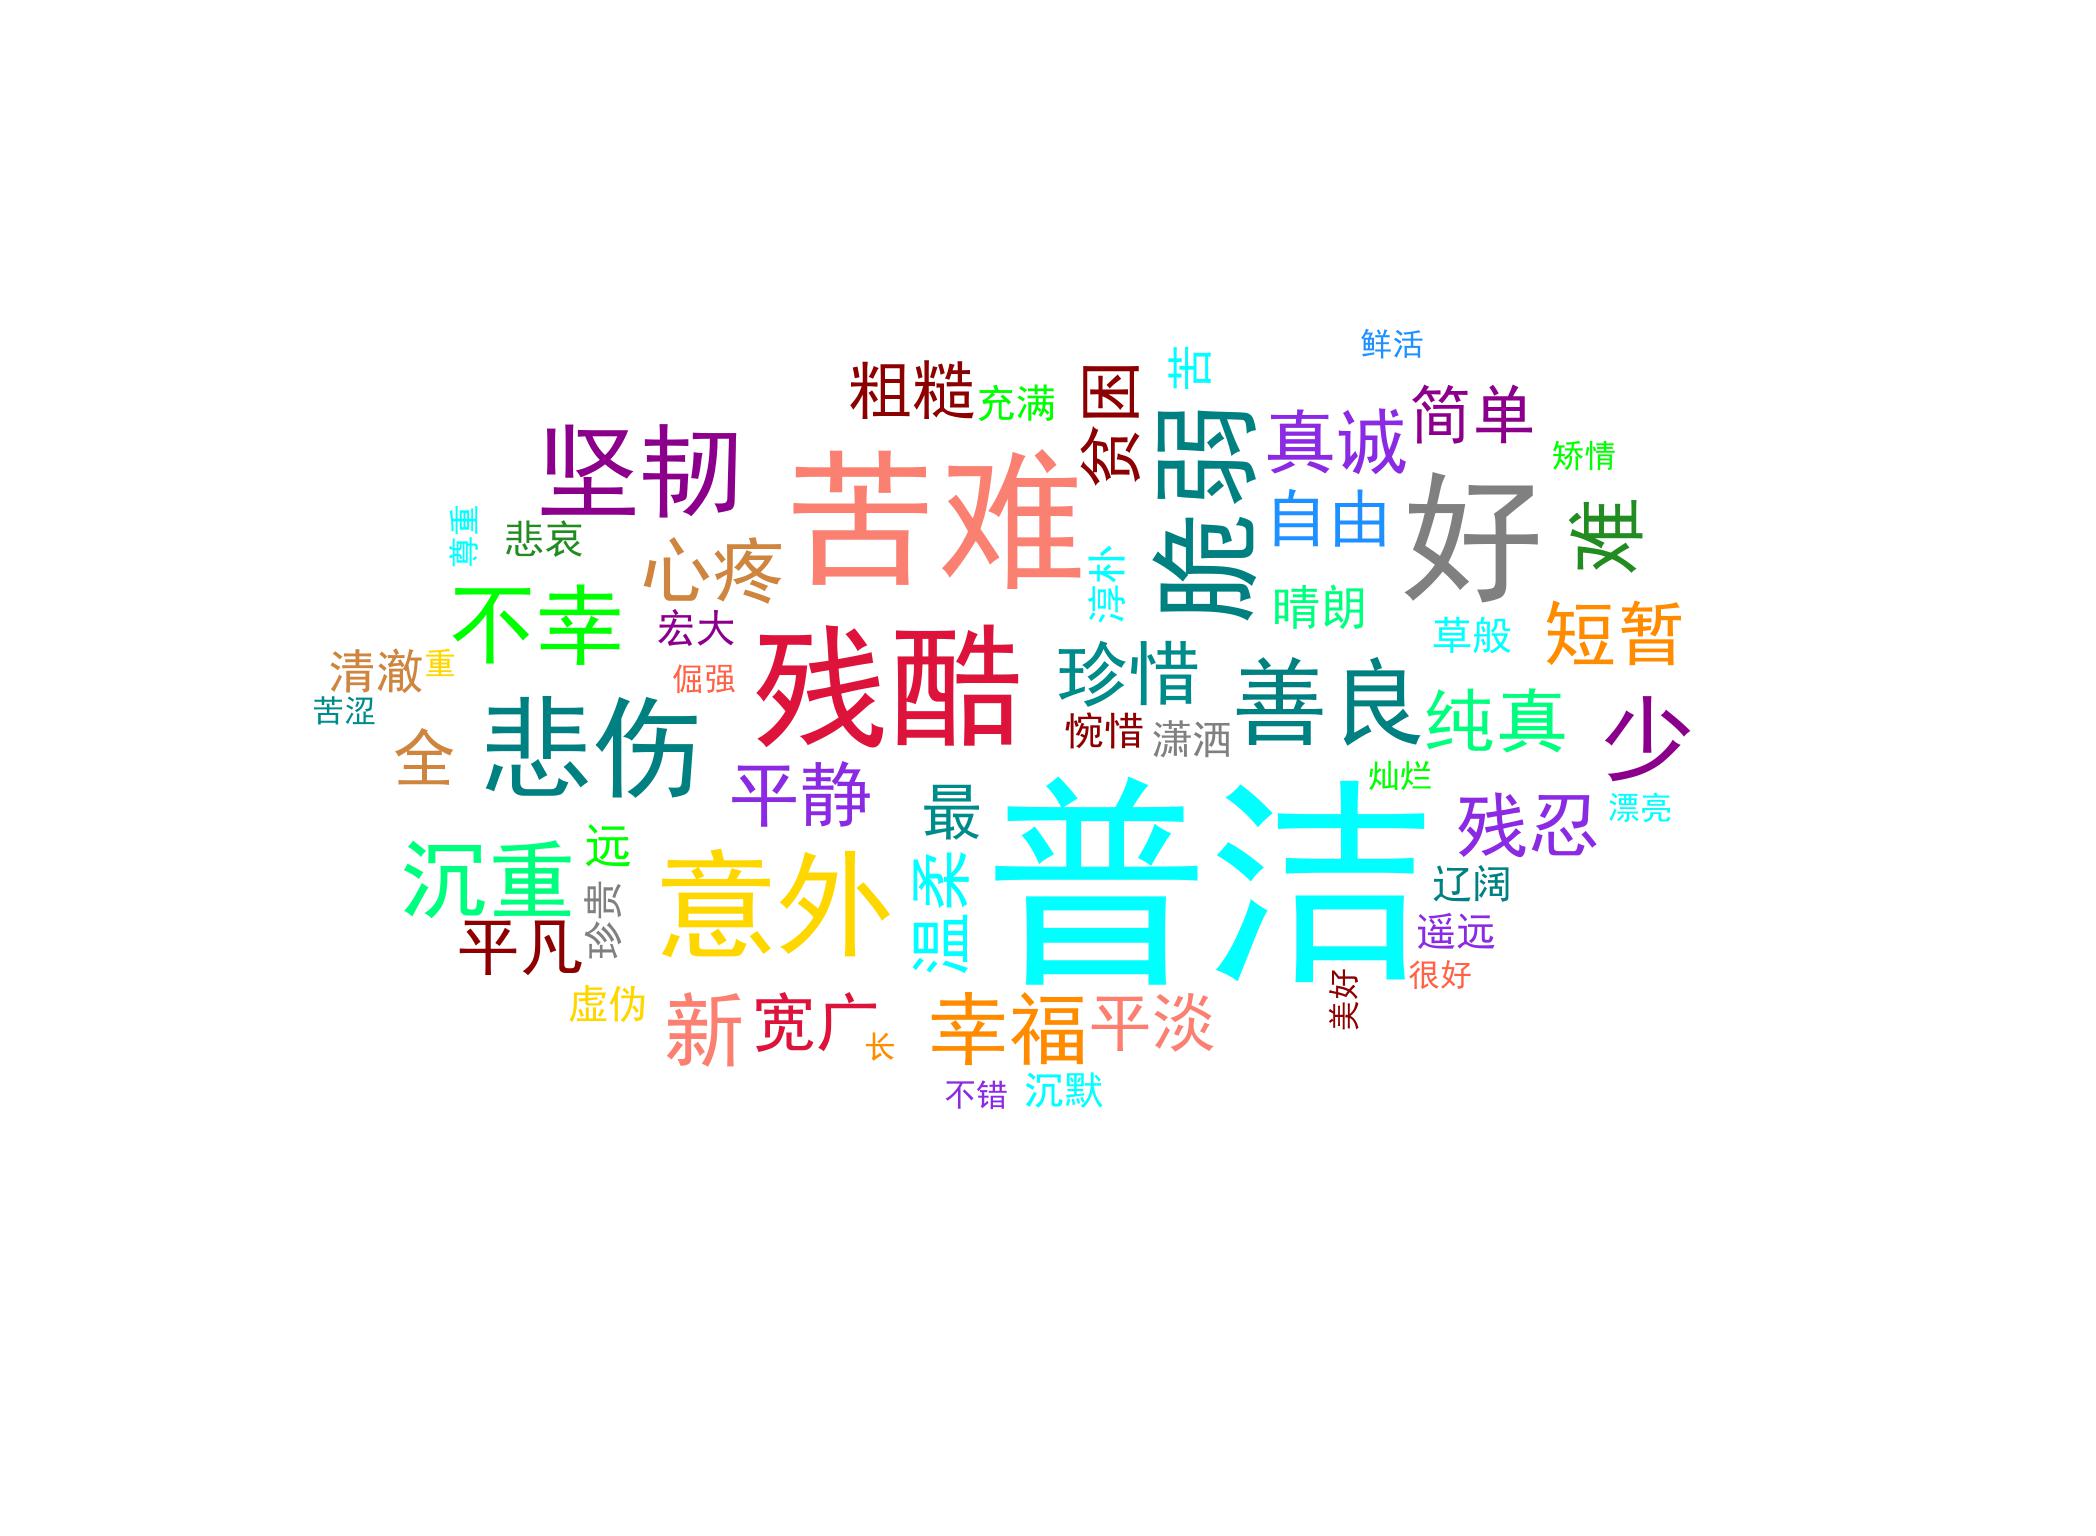 鲜活
苦
粗糙
充满
贫困
简单
坚韧
苦难
脆弱
真诚
矫情
自由
好
难
尊重
悲哀
心疼
淳朴
晴朗
不幸
宏大
草般
短暂
清澈
重
倔强
残酷
珍惜
善良
纯真
少
苦涩
悲伤
惋惜
潇洒
全
平静
灿烂
最
普洁
残忍
漂亮
远
沉重
意外
温柔
辽阔
珍贵
平凡
遥远
很好
虚伪
新
宽广
长
幸福
平淡
美好
不错
沉默